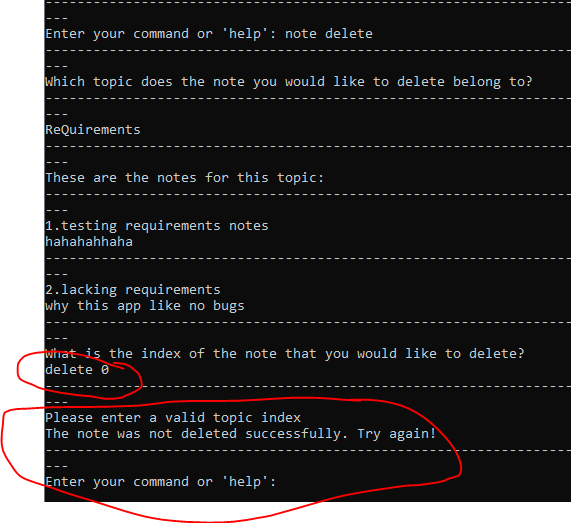 ---
Enter your command or 'help': note delete
------------------------------------------------------------------
---
Which topic does the note you would like to delete belong to?
------------------------------------------------------------------
---
ReQuirements
------------------------------------------------------------------
---
These are the notes for this topic:
------------------------------------------------------------------
---
1.testing requirements notes
hahahahhaha
------------------------------------------------------------------
---
2.lacking requirements
why this app like no bugs
------------------------------------------------------------------
---
What is the index of the note that you would like to delete?
delete 0
------------------------------------------------------------------
---
Please enter a valid topic index
The note was not deleted successfully. Try again!
------------------------------------------------------------------
---
Enter your command or 'help':